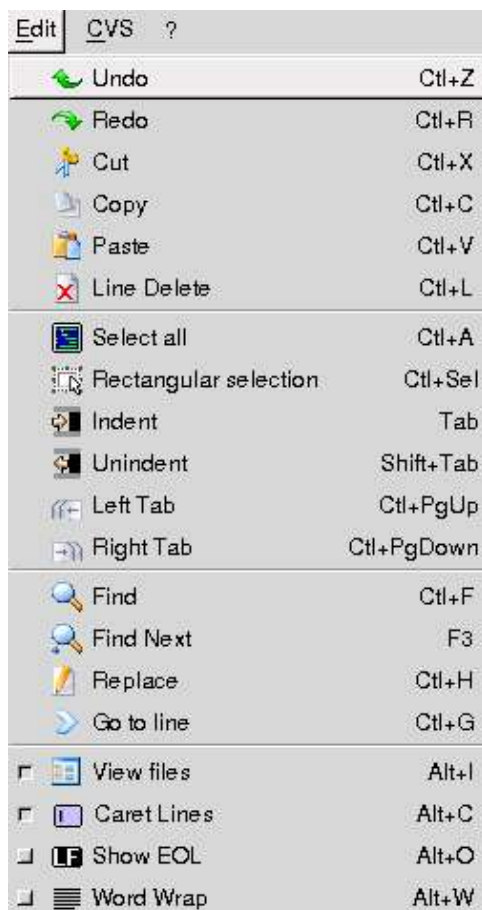 Edit CVS ?
Undo Ctl+Z
Redo Ctl+R
Cut Ctl+X
Copy Ctl+C
Paste Ctl+V
Line Delete Ctl+L
Select all Ctl+A
Rectangular selection Ctl+Sel
Indent Tab
Unindent Shift+Tab
Left Tab Ctl+PgUp
Right Tab Ctl+PgDown
Find Ctl+F
Find Next F3
Replace Ctl+H
Go to line Ctl+G
View files Alt+I
Caret Lines Alt+C
LF Show EOL Alt+O
Word Wrap Alt+W